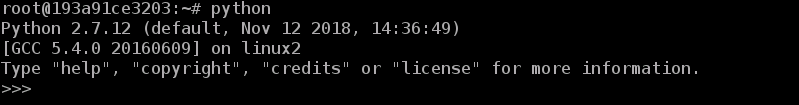 root@193a91ce3203:~# python
Python 2.7.12 (default, Nov 12 2018, 14:36:49)
[GCC 5.4.0 20160609] on linux2
Type "help", "copyright", "credits" or "license" for more information.
>>>